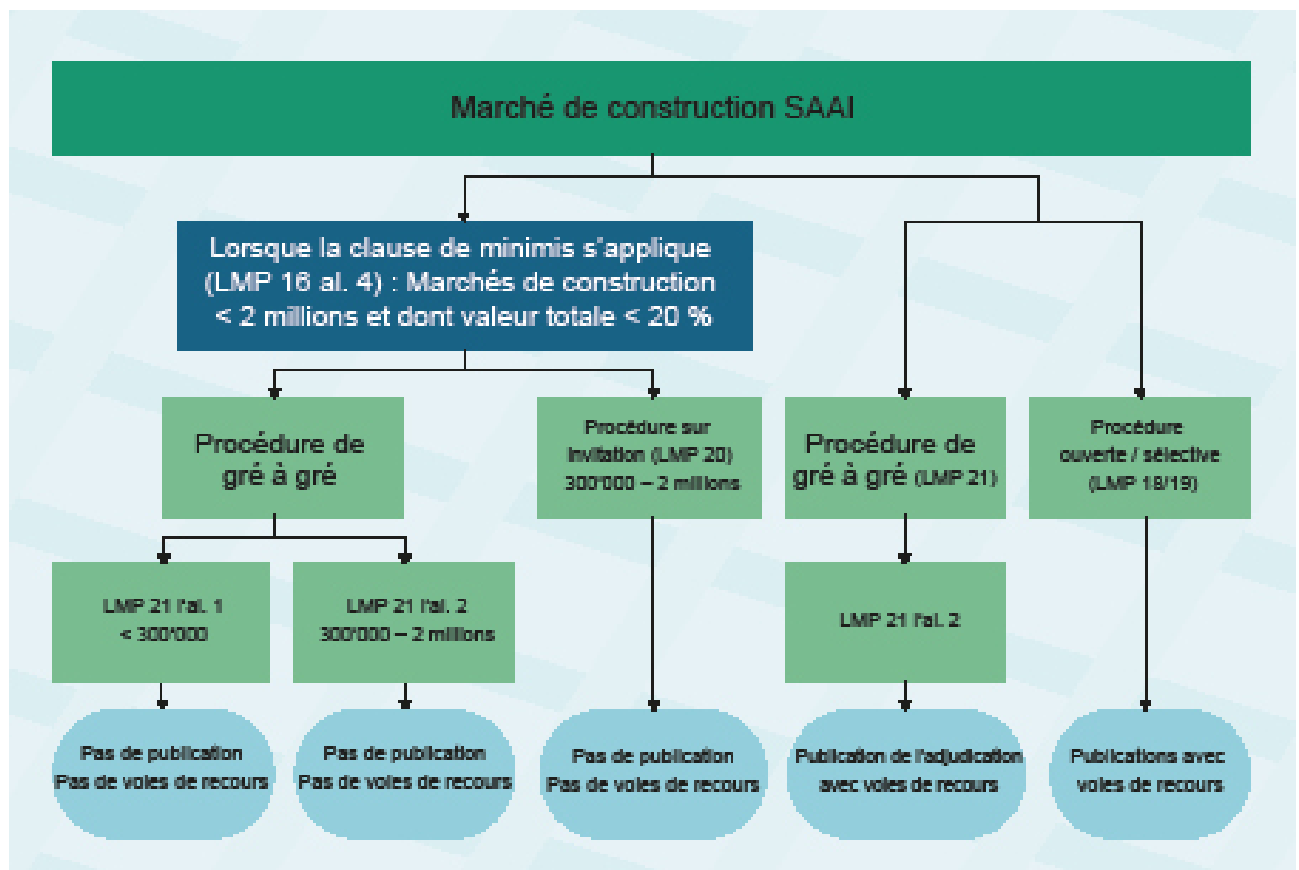 Marché de construction SAAI
Lorsque la clause de minimis s'applique
(LMP 16 al. 4) : Marchés de construction
< 2 millions et dont valeur totale < 20 %
Procédure de
gré à gré
Procédure sur
invitation (LMP 20)
300'000 – 2 millions
Procédure de
gré à gré (LMP 21)
Procédure
ouverte / sélective
(LMP 18/19)
LMP 21 l'al. 1
< 300'000
LMP 21 l'al. 2
300'000 – 2 millions
LMP 21 l'al. 2
Pas de publication
Pas de voies de recours
Pas de publication
Pas de voies de recours
Pas de publication
Pas de voies de recours
Publication de l'adjudication
avec voies de recours
Publications avec
voies de recours